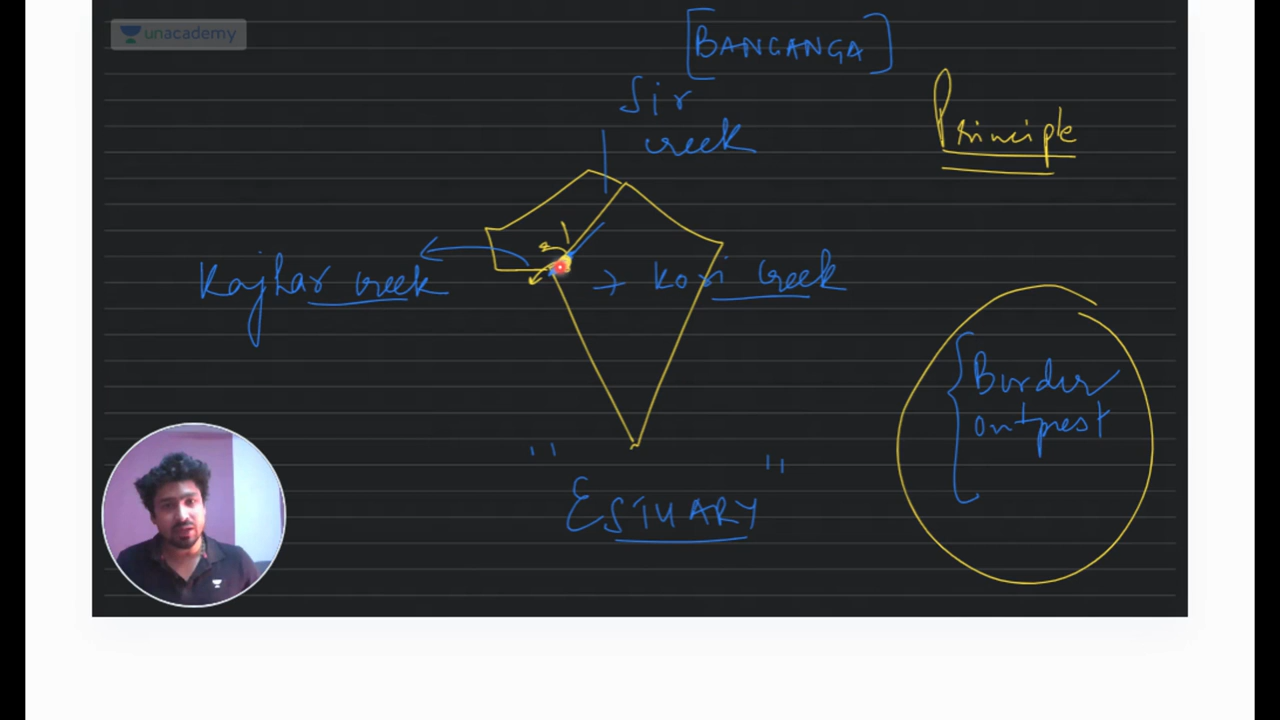 unacademy
[BANGANGA]
Sir
creek
Principle
Kajhar creek
→ Kori creek
Border
outpost
"ESTUARY"